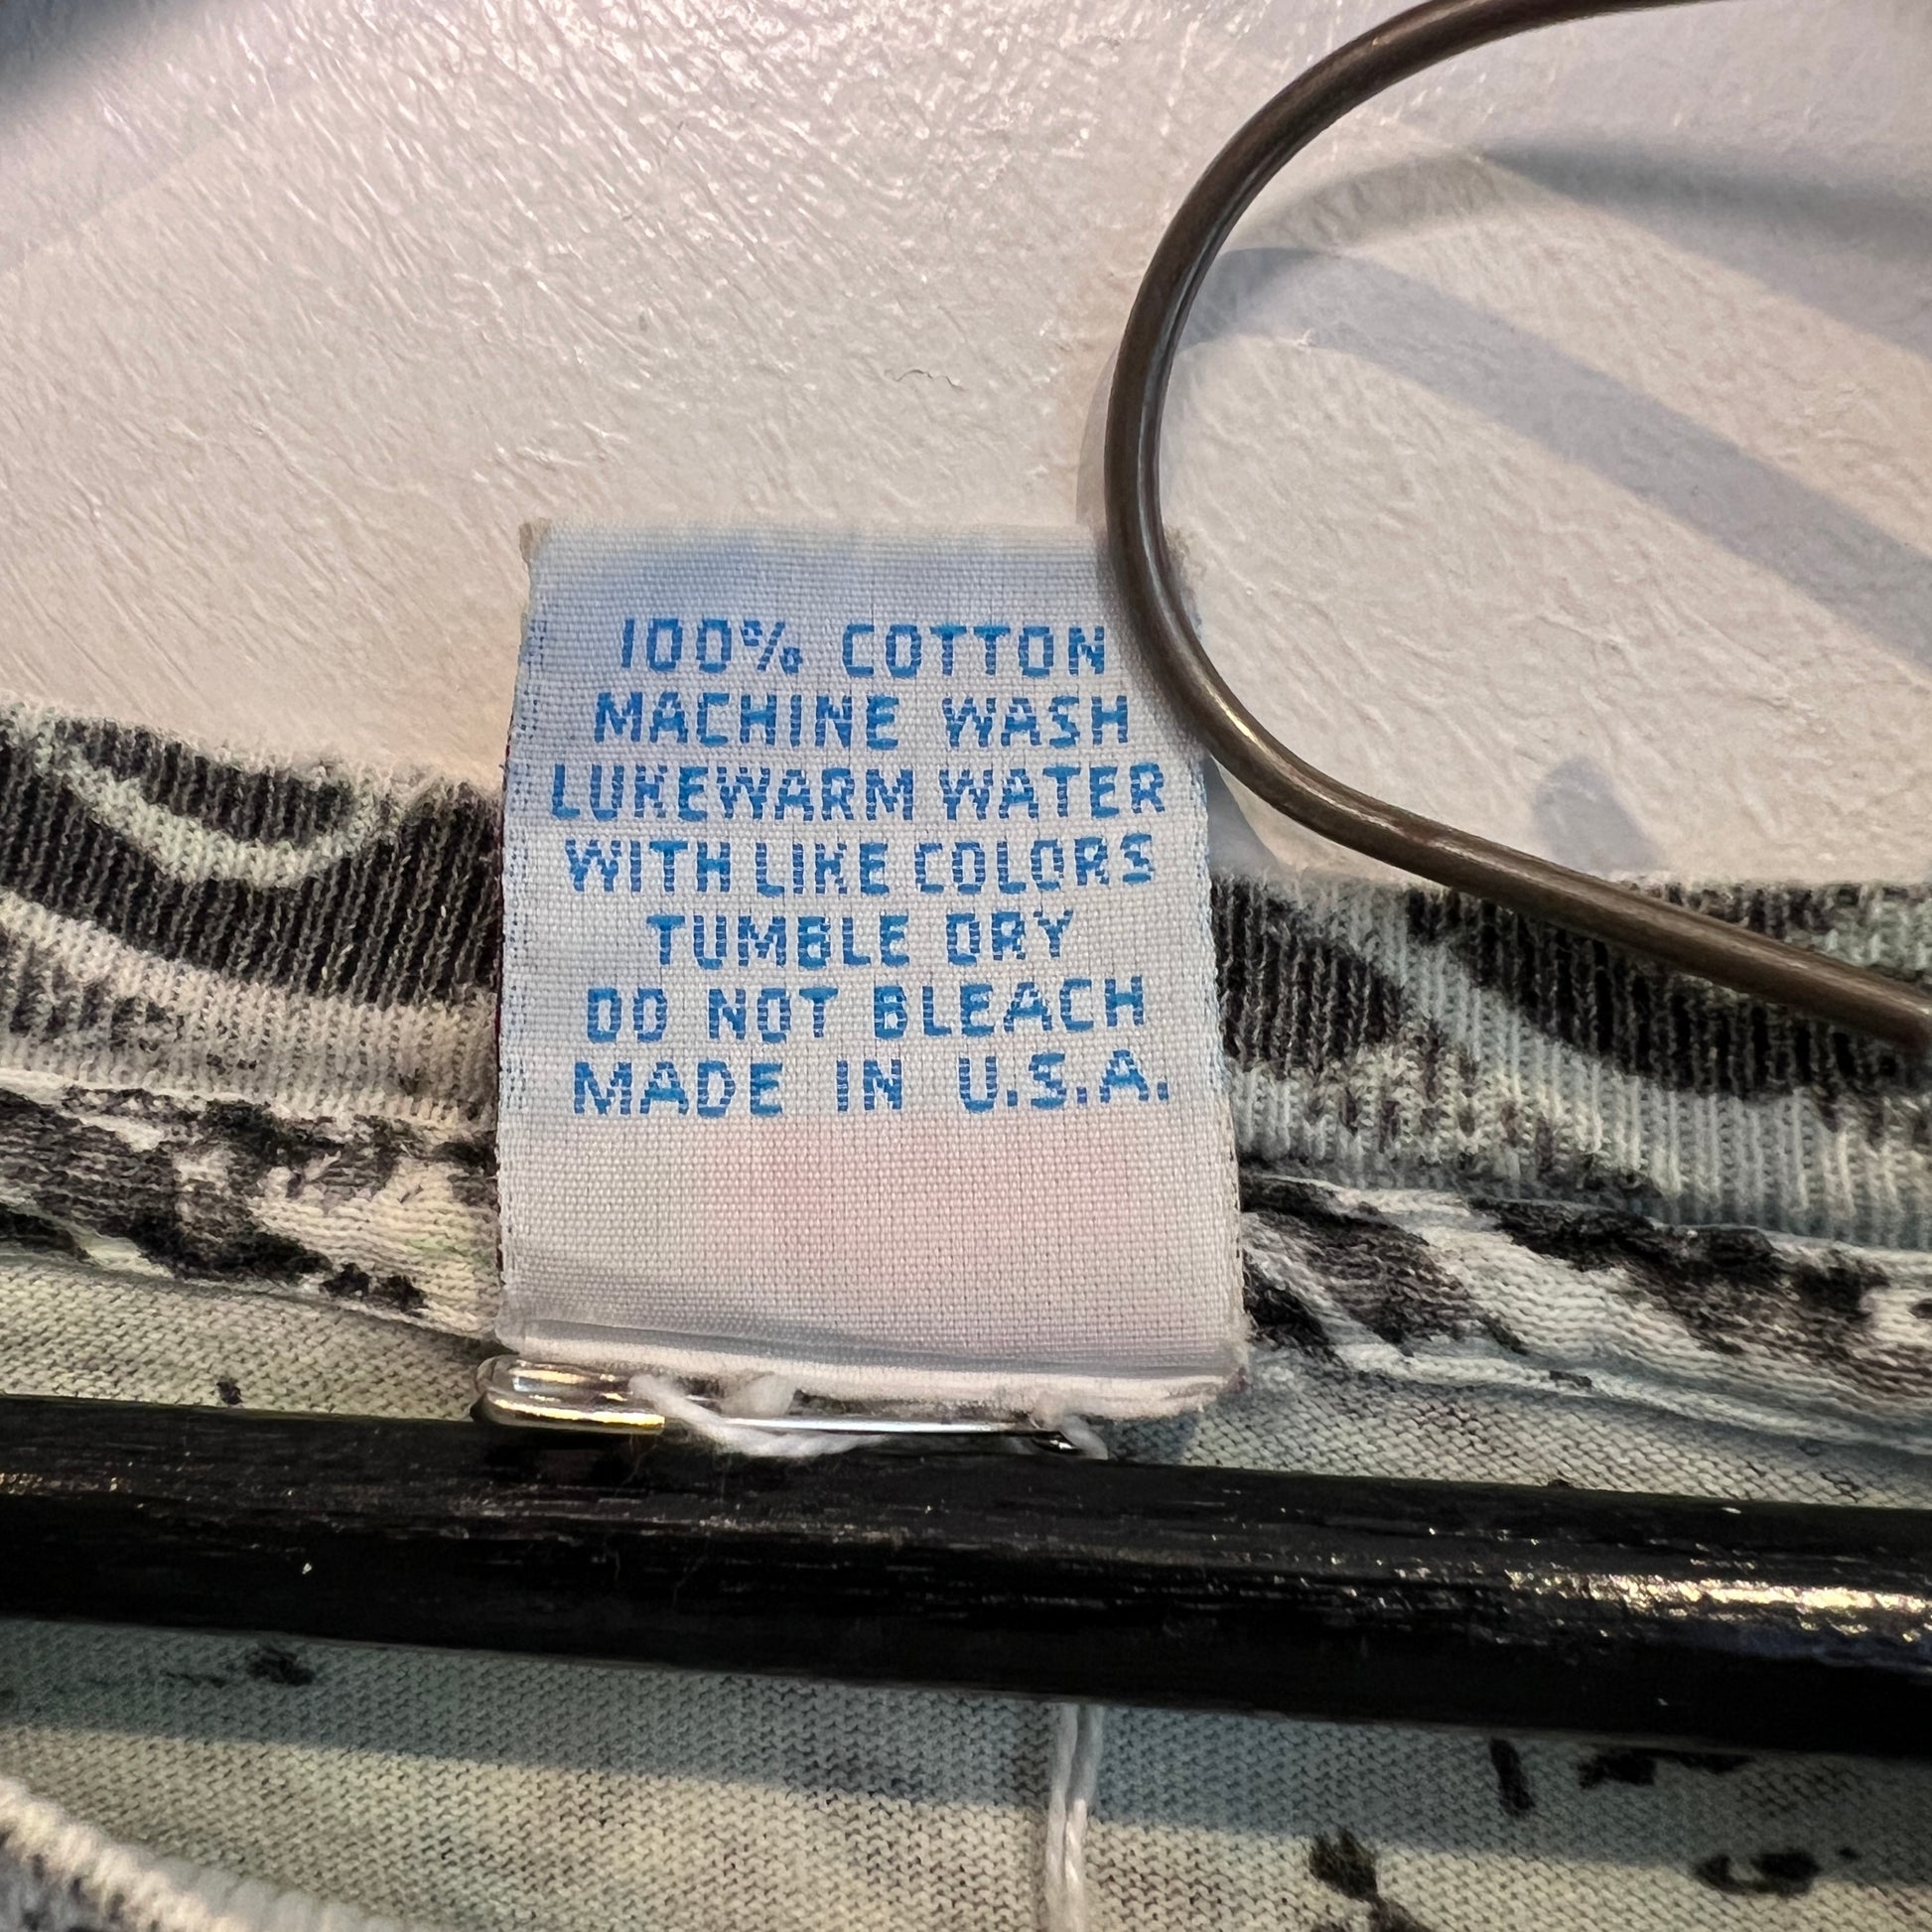 100% COTTON
MACHINE WASH
LUKEWARM WATER
WITH LIKE COLORS
TUMBLE DRY
DO NOT BLEACH
MADE IN U.S.A.